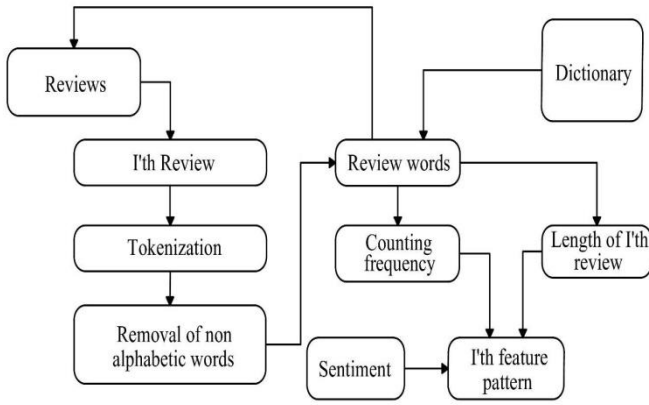 Reviews
Dictionary
I'th Review
Review words
Tokenization
Counting
frequency
Length of I'th
review
Removal of non
alphabetic words
Sentiment
I'th feature
pattern